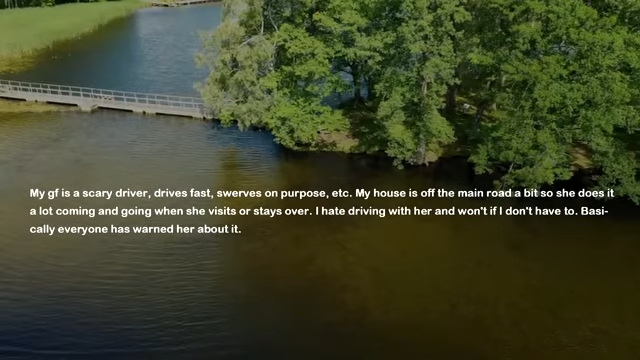 My gf is a scary driver, drives fast, swerves on purpose, etc. My house is off the main road a bit so she does it
a lot coming and going when she visits or stays over. I hate driving with her and won't if I don't have to. Basi-
cally everyone has warned her about it.